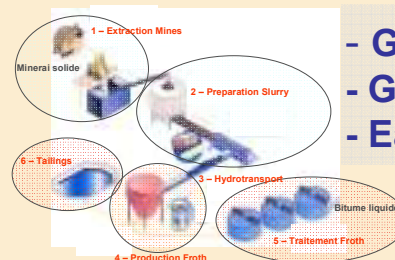 1 – Extraction Mines
- G
Minerai solide
2 – Preparation Slurry
- G
- Ea
6 – Tailings
3 – Hydrotransport
Bitume liquide
5 – Traitement Froth
4 – Production Froth